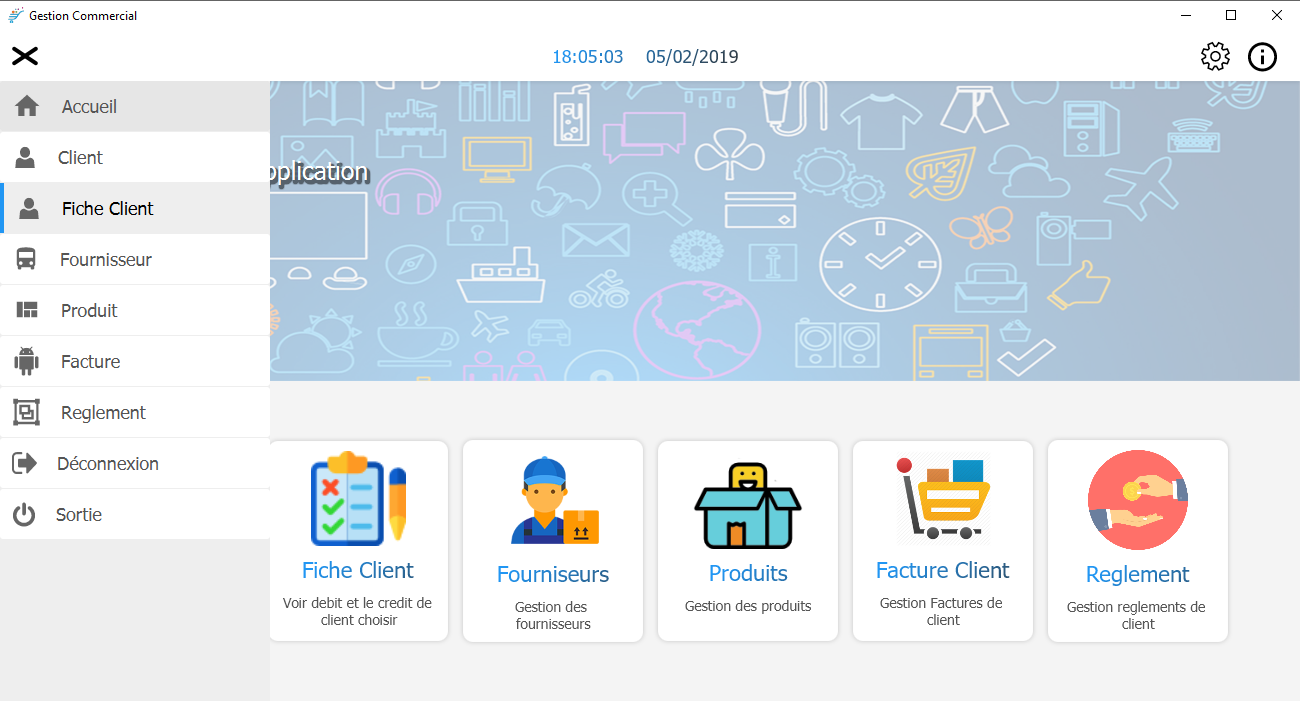 Gestion Commercial
18:05:03 05/02/2019
Accueil
Client
Fiche Client
Fournisseur
Produit
Facture
Reglement
Déconnexion
Sortie
pplication
Fiche Client
Voir debit et le credit de
client choisir
Fourniseurs
Gestion des
fournisseurs
Produits
Gestion des produits
Facture Client
Gestion Factures de
client
Reglement
Gestion reglements de
client